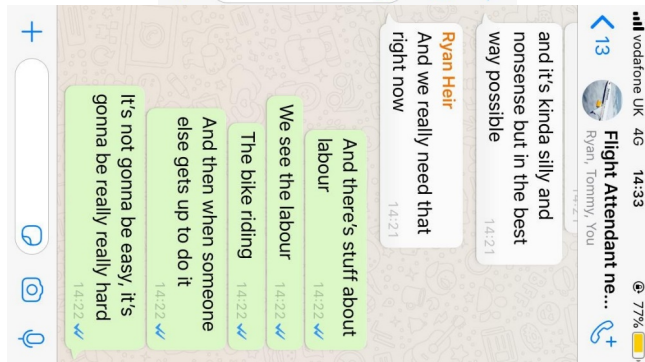 vodafone UK 4G 14:33 77%
13
Flight Attendant ne...
Ryan, Tommy, You
and it's kinda silly and
nonsense but in the best
way possible
14:21
Ryan Heir
And we really need that
right now
14:21
And there's stuff about
labour
14:22
We see the labour
14:22
The bike riding
14:22
And then when someone
else gets up to do it
14:22
It's not gonna be easy, it's
gonna be really really hard
14:22